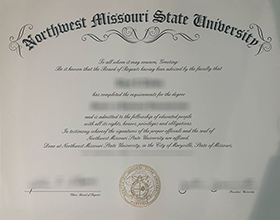 Northwest Missouri State University
To all whom it may concern, Greeting
Be it known that the Board of Regents having been advised by the faculty that
has completed the requirements for the degree
and is admitted to the fellowship of educated people
with all its rights, honors, privileges and obligations.
In testimony whereof the signatures of the proper officials and the seal of
Northwest Missouri State University are affixed.
Done at Northwest Missouri State University, in the City of Maryville, State of Missouri,